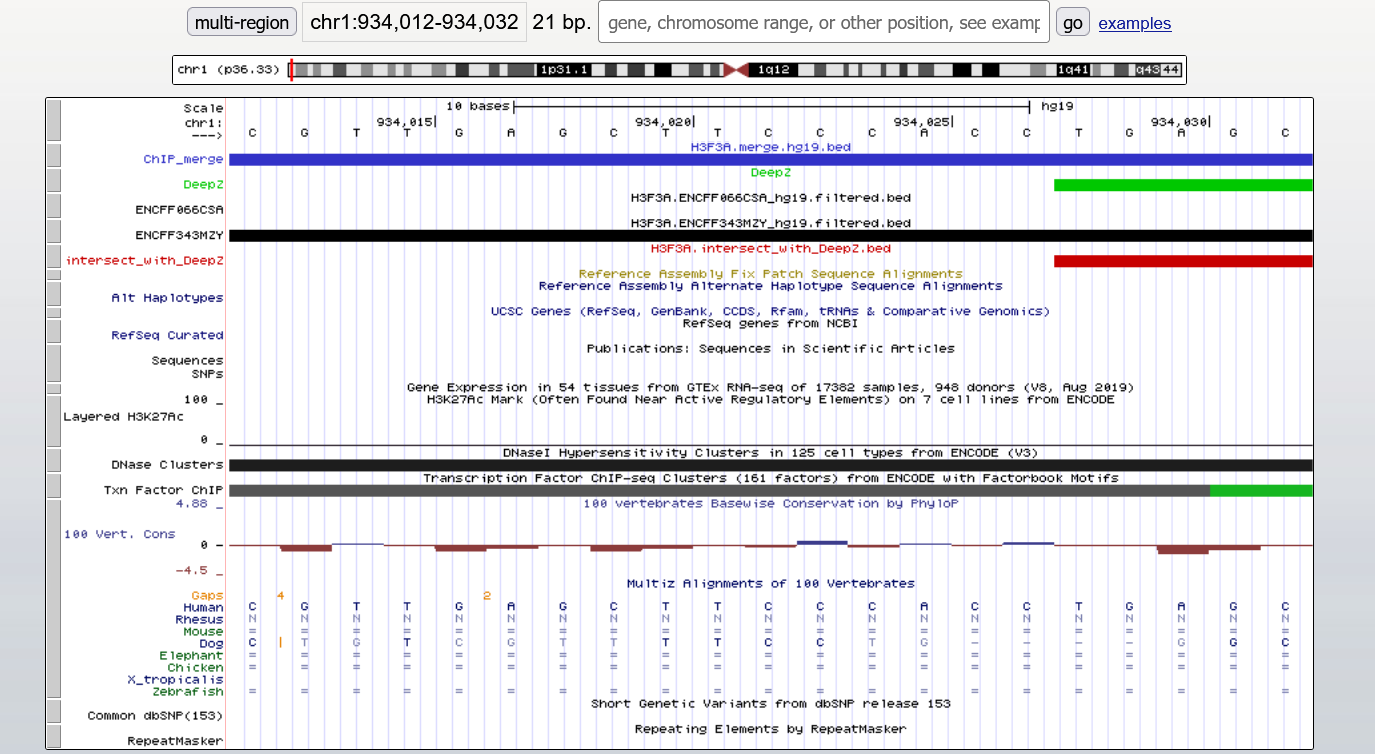 multi-region chr1:934,012-934,032 21 bp. gene, chromosome range, or other position, see examp go examples
chr1 (p36.33) 1p31.1 1q12 1q41 q43 44
Scale 10 bases hg19
chr1: 934,015 934,020 934,025 934,030
---> C G T T G A G C T T C C C A C C T G A G C
H3F3A.merge.hg19.bed
ChIP_merge
DeepZ
DeepZ
H3F3A.ENCFF066CSA_hg19.filtered.bed
ENCFF066CSA
H3F3A.ENCFF343MZY_hg19.filtered.bed
ENCFF343MZY
H3F3A.intersect_with_DeepZ.bed
intersect_with_DeepZ
Reference Assembly Fix Patch Sequence Alignments
Reference Assembly Alternate Haplotype Sequence Alignments
Alt Haplotypes
UCSC Genes (RefSeq, GenBank, CCDS, Rfam, tRNAs & Comparative Genomics)
RefSeq genes from NCBI
RefSeq Curated
Publications: Sequences in Scientific Articles
Sequences
SNPs
Gene Expression in 54 tissues from GTEx RNA-seq of 17382 samples, 948 donors (V8, Aug 2019)
H3K27Ac Mark (Often Found Near Active Regulatory Elements) on 7 cell lines from ENCODE
100 _
Layered H3K27Ac
0 _
DNaseI Hypersensitivity Clusters in 125 cell types from ENCODE (V3)
DNase Clusters
Transcription Factor ChIP-seq Clusters (161 factors) from ENCODE with Factorbook Motifs
Txn Factor ChIP
100 vertebrates Basewise Conservation by PhyloP
4.88 _
100 Vert. Cons
0 -
-4.5 _
Multiz Alignments of 100 Vertebrates
Gaps 4 2
Human C G T T G A G C T T C C C A C C T G A G C
Rhesus N N N N N N N N N N N N N N N N N N N N N
Mouse = = = = = = = = = = = = = = = = = = = = =
Dog C | T G T C G T T T T C C T G - - - - G G C
Elephant = = = = = = = = = = = = = = = = = = = = =
Chicken = = = = = = = = = = = = = = = = = = = = =
X_tropicalis
Zebrafish = = = = = = = = = = = = = = = = = = = = =
Short Genetic Variants from dbSNP release 153
Common dbSNP(153)
Repeating Elements by RepeatMasker
RepeatMasker